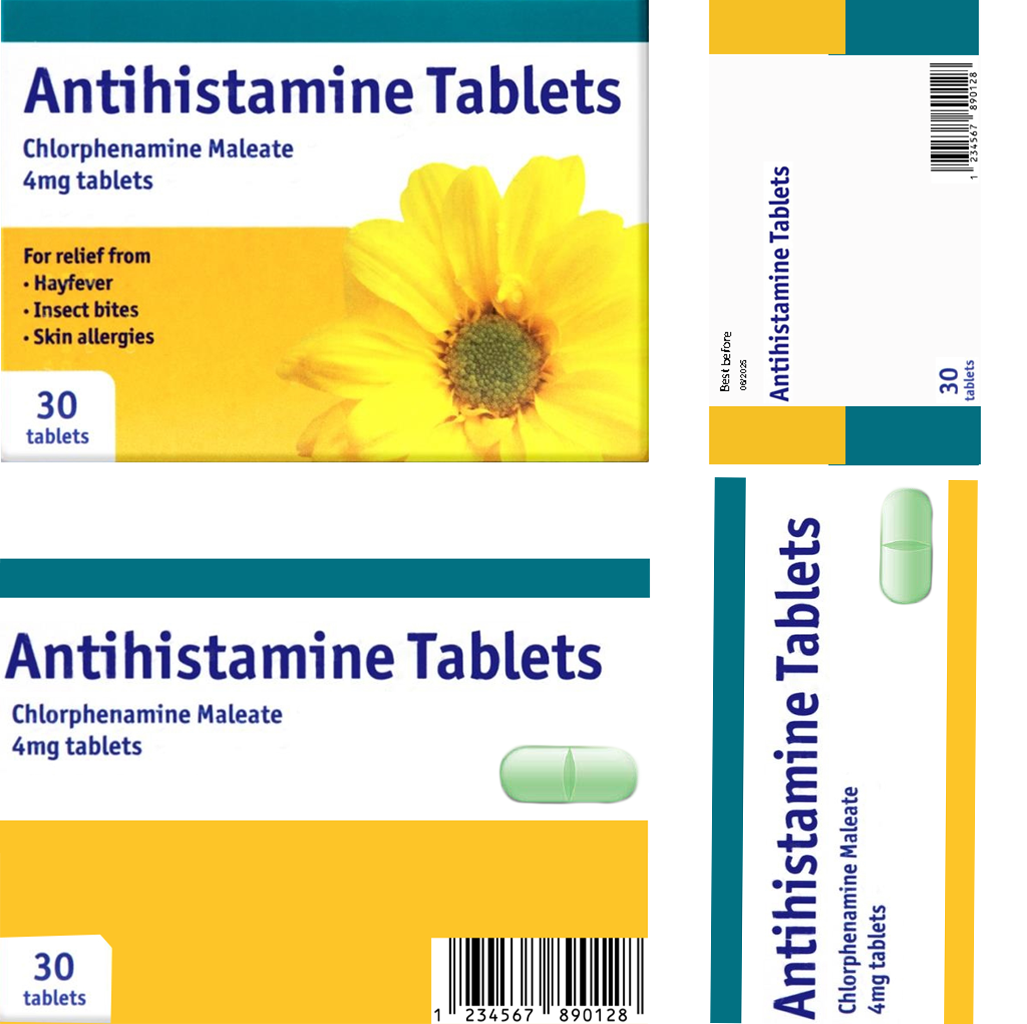 Antihistamine Tablets
Chlorphenamine Maleate
4mg tablets
For relief from
• Hayfever
• Insect bites
• Skin allergies
30
tablets
Best before
06/2025
Antihistamine Tablets
30
tablets
1 234567 890128
Antihistamine Tablets
Chlorphenamine Maleate
4mg tablets
30
tablets
1 234567 890128
Antihistamine Tablets
Chlorphenamine Maleate
4mg tablets